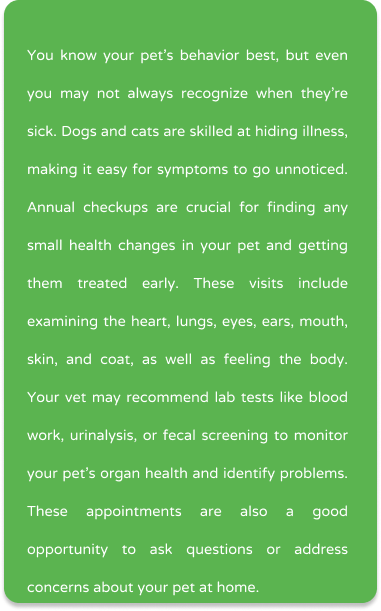 You know your pet's behavior best, but even
you may not always recognize when they're
sick. Dogs and cats are skilled at hiding illness,
making it easy for symptoms to go unnoticed.
Annual checkups are crucial for finding any
small health changes in your pet and getting
them treated early. These visits include
examining the heart, lungs, eyes, ears, mouth,
skin, and coat, as well as feeling the body.
Your vet may recommend lab tests like blood
work, urinalysis, or fecal screening to monitor
your pet's organ health and identify problems.
These appointments are also a good
opportunity to ask questions or address
concerns about your pet at home.